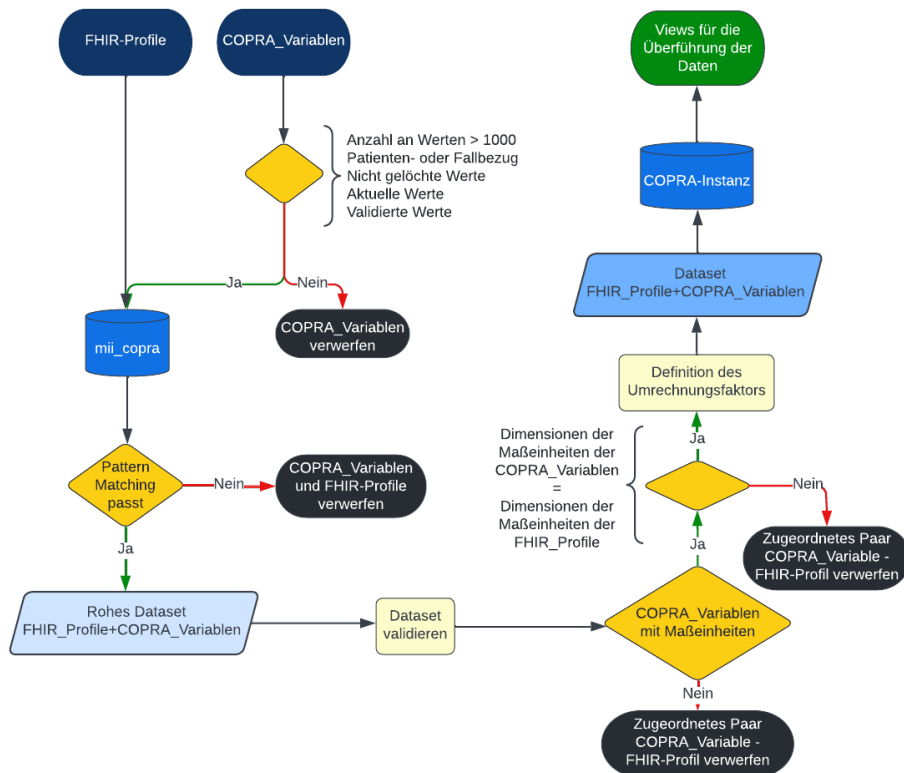 FHIR-Profile
COPRA_Variablen
Anzahl an Werten > 1000
Patienten- oder Fallbezug
Nicht gelöchte Werte
Aktuelle Werte
Validierte Werte
Ja
Nein
COPRA_Variablen
verwerfen
mii_copra
Pattern
Matching
passt
Nein
COPRA_Variablen
und FHIR-Profile
verwerfen
Ja
Rohes Dataset
FHIR_Profile+COPRA_Variablen
Dataset
validieren
COPRA_Variablen
mit Maßeinheiten
Nein
Zugeordnetes Paar
COPRA_Variable -
FHIR-Profil verwerfen
Ja
Dimensionen der
Maßeinheiten der
COPRA_Variablen
=
Dimensionen der
Maßeinheiten der
FHIR_Profile
Nein
Zugeordnetes Paar
COPRA_Variable -
FHIR-Profil verwerfen
Ja
Definition des
Umrechnungsfaktors
Dataset
FHIR_Profile+COPRA_Variablen
COPRA-Instanz
Views für die
Überführung der
Daten